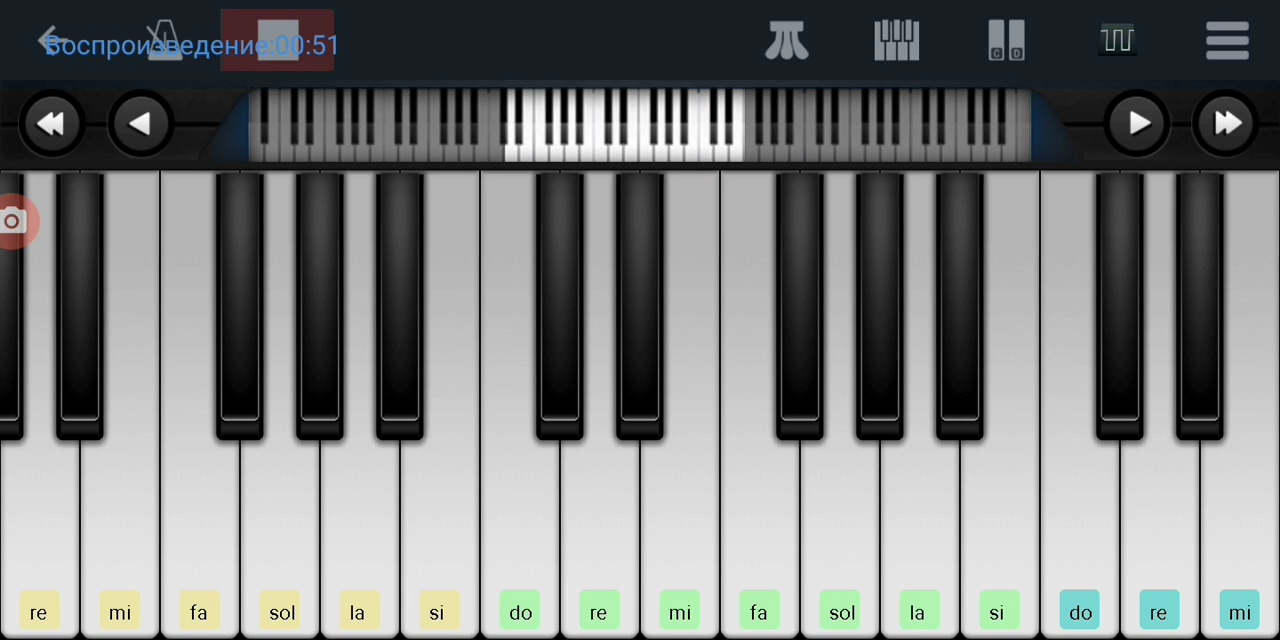 Воспроизведение:00:51
C D
re mi fa sol la si do re mi fa sol la si do re mi